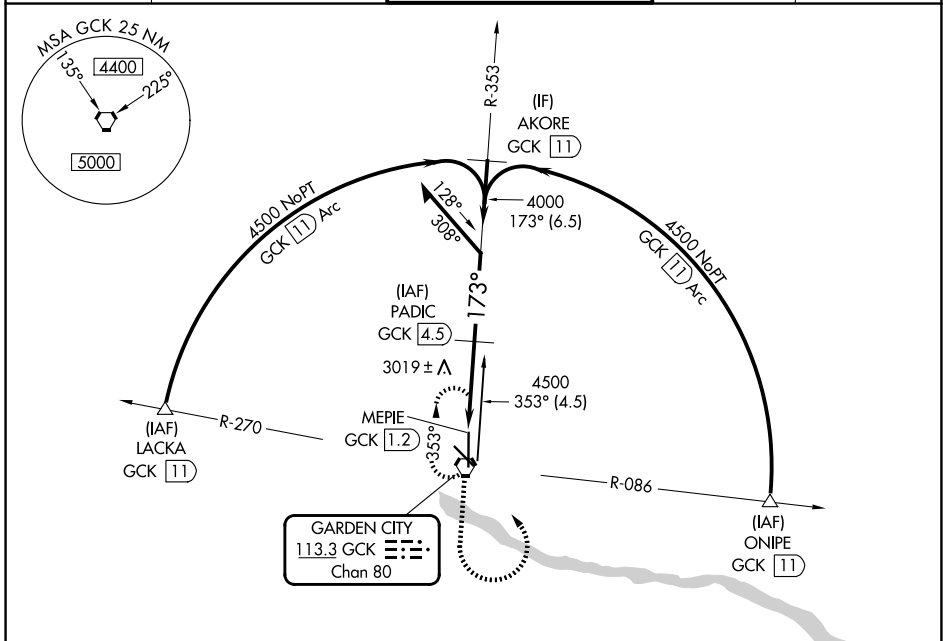 MSA GCK 25 NM
135°
4400
225°
5000
R-353
(IF)
AKORE
GCK 11
4500 NoPT
GCK 11 Arc
128°
308°
4000
173° (6.5)
4500 NoPT
GCK 11 Arc
173°
(IAF)
PADIC
GCK 4.5
3019 ±
4500
353° (4.5)
MEPIE
GCK 1.2
353°
R-270
(IAF)
LACKA
GCK 11
R-086
(IAF)
ONIPE
GCK 11
GARDEN CITY
113.3 GCK
Chan 80